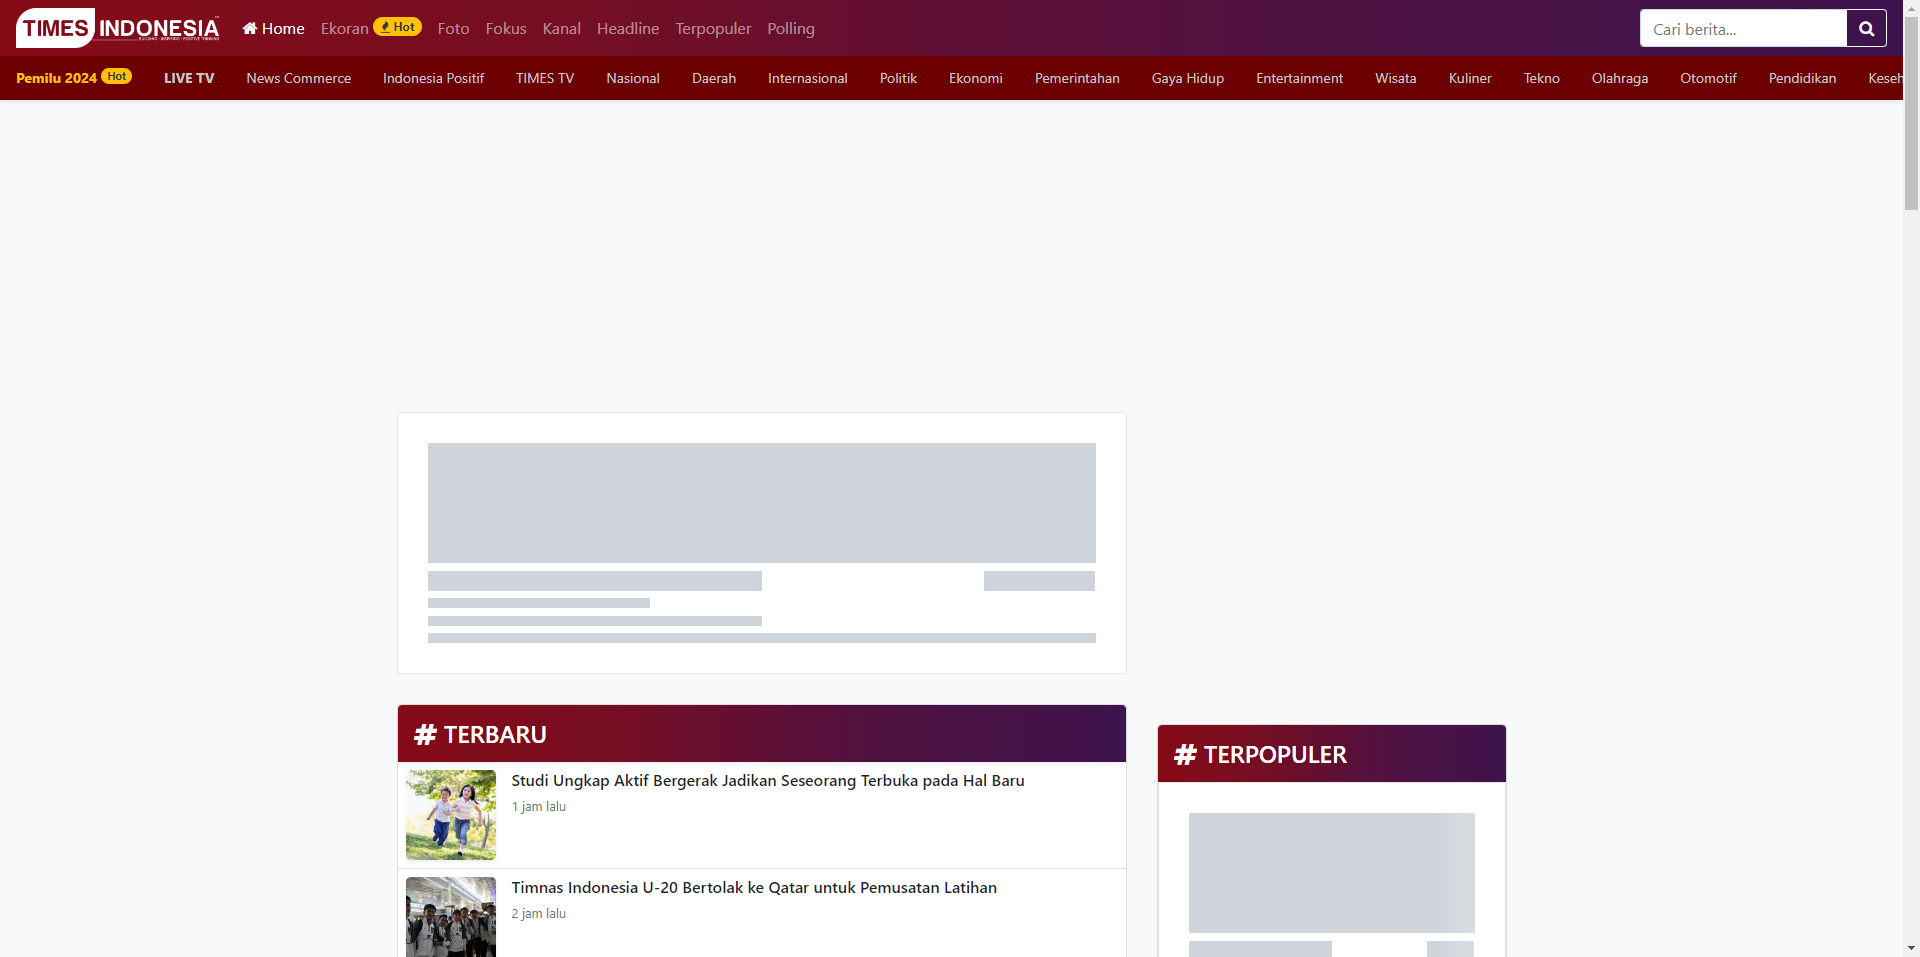 TIMES INDONESIA
Home Ekoran Hot Foto Fokus Kanal Headline Terpopuler Polling
Cari berita...
Pemilu 2024 Hot LIVE TV News Commerce Indonesia Positif TIMES TV Nasional Daerah Internasional Politik Ekonomi Pemerintahan Gaya Hidup Entertainment Wisata Kuliner Tekno Olahraga Otomotif Pendidikan Keseh
# TERBARU
Studi Ungkap Aktif Bergerak Jadikan Seseorang Terbuka pada Hal Baru
1 jam lalu
Timnas Indonesia U-20 Bertolak ke Qatar untuk Pemusatan Latihan
2 jam lalu
# TERPOPULER